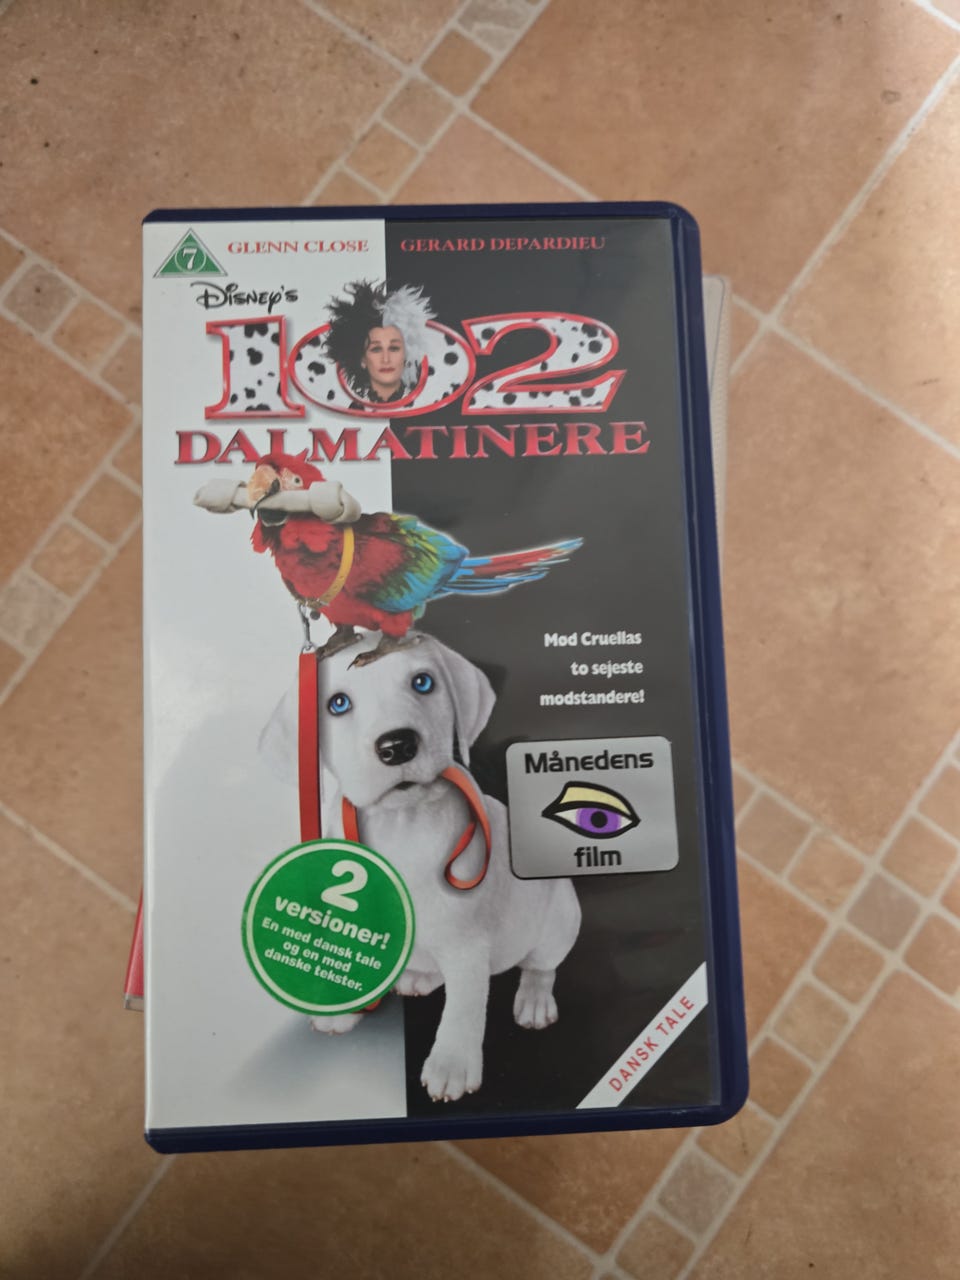 7
GLENN CLOSE GERARD DEPARDIEU
Disney's
102
DALMATINERE
Mød Cruellas
to sejeste
modstandere!
Månedens
film
2
versioner!
En med dansk tale
og en med
danske tekster.
DANSK TALE